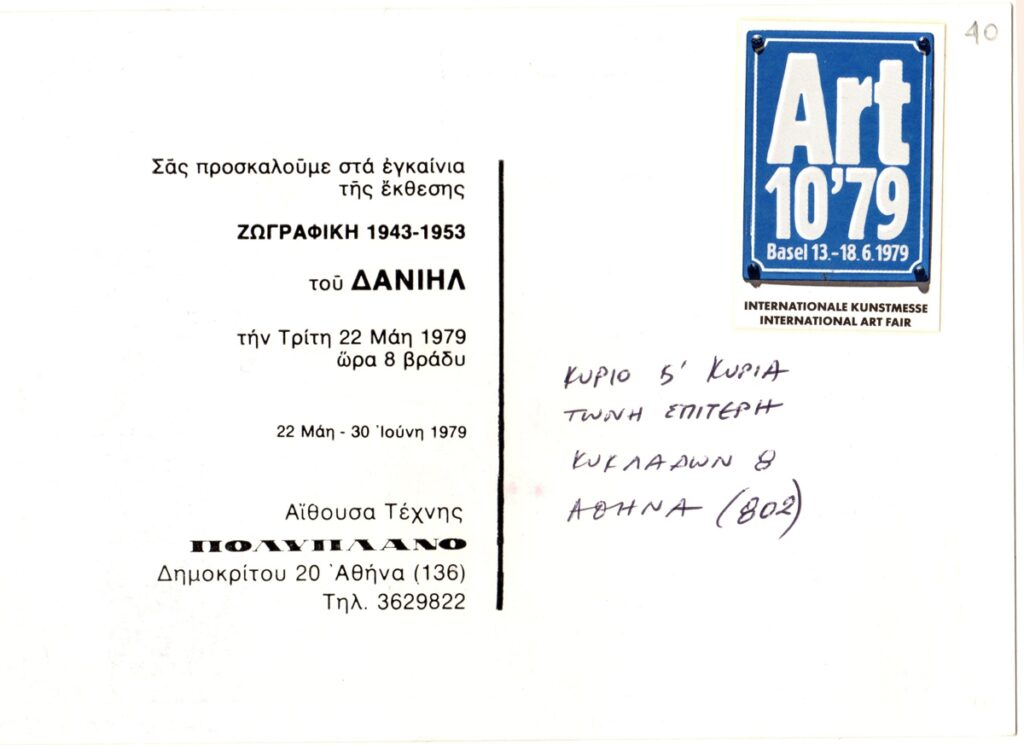 Σᾶς προσκαλοῦμε στά ἐγκαίνια
τῆς ἔκθεσης
ΖΩΓΡΑΦΙΚΗ 1943-1953
τοῦ ΔΑΝΙΗΛ
τήν Τρίτη 22 Μάη 1979
ὥρα 8 βράδυ
22 Μάη - 30 Ἰούνη 1979
Αἴθουσα Τέχνης
ΠΟΛΥΠΛΑΝΟ
Δημοκρίτου 20 Ἀθήνα (136)
Τηλ. 3629822
40
Art
10'79
Basel 13.-18.6.1979
INTERNATIONALE KUNSTMESSE
INTERNATIONAL ART FAIR
ΚΥΡΙΟ ΚΥΡΙΑ
ΤΩΝΗ ΣΠΙΤΕΡΗ
ΚΥΚΛΑΔΩΝ 8
ΑΘΗΝΑ (802)